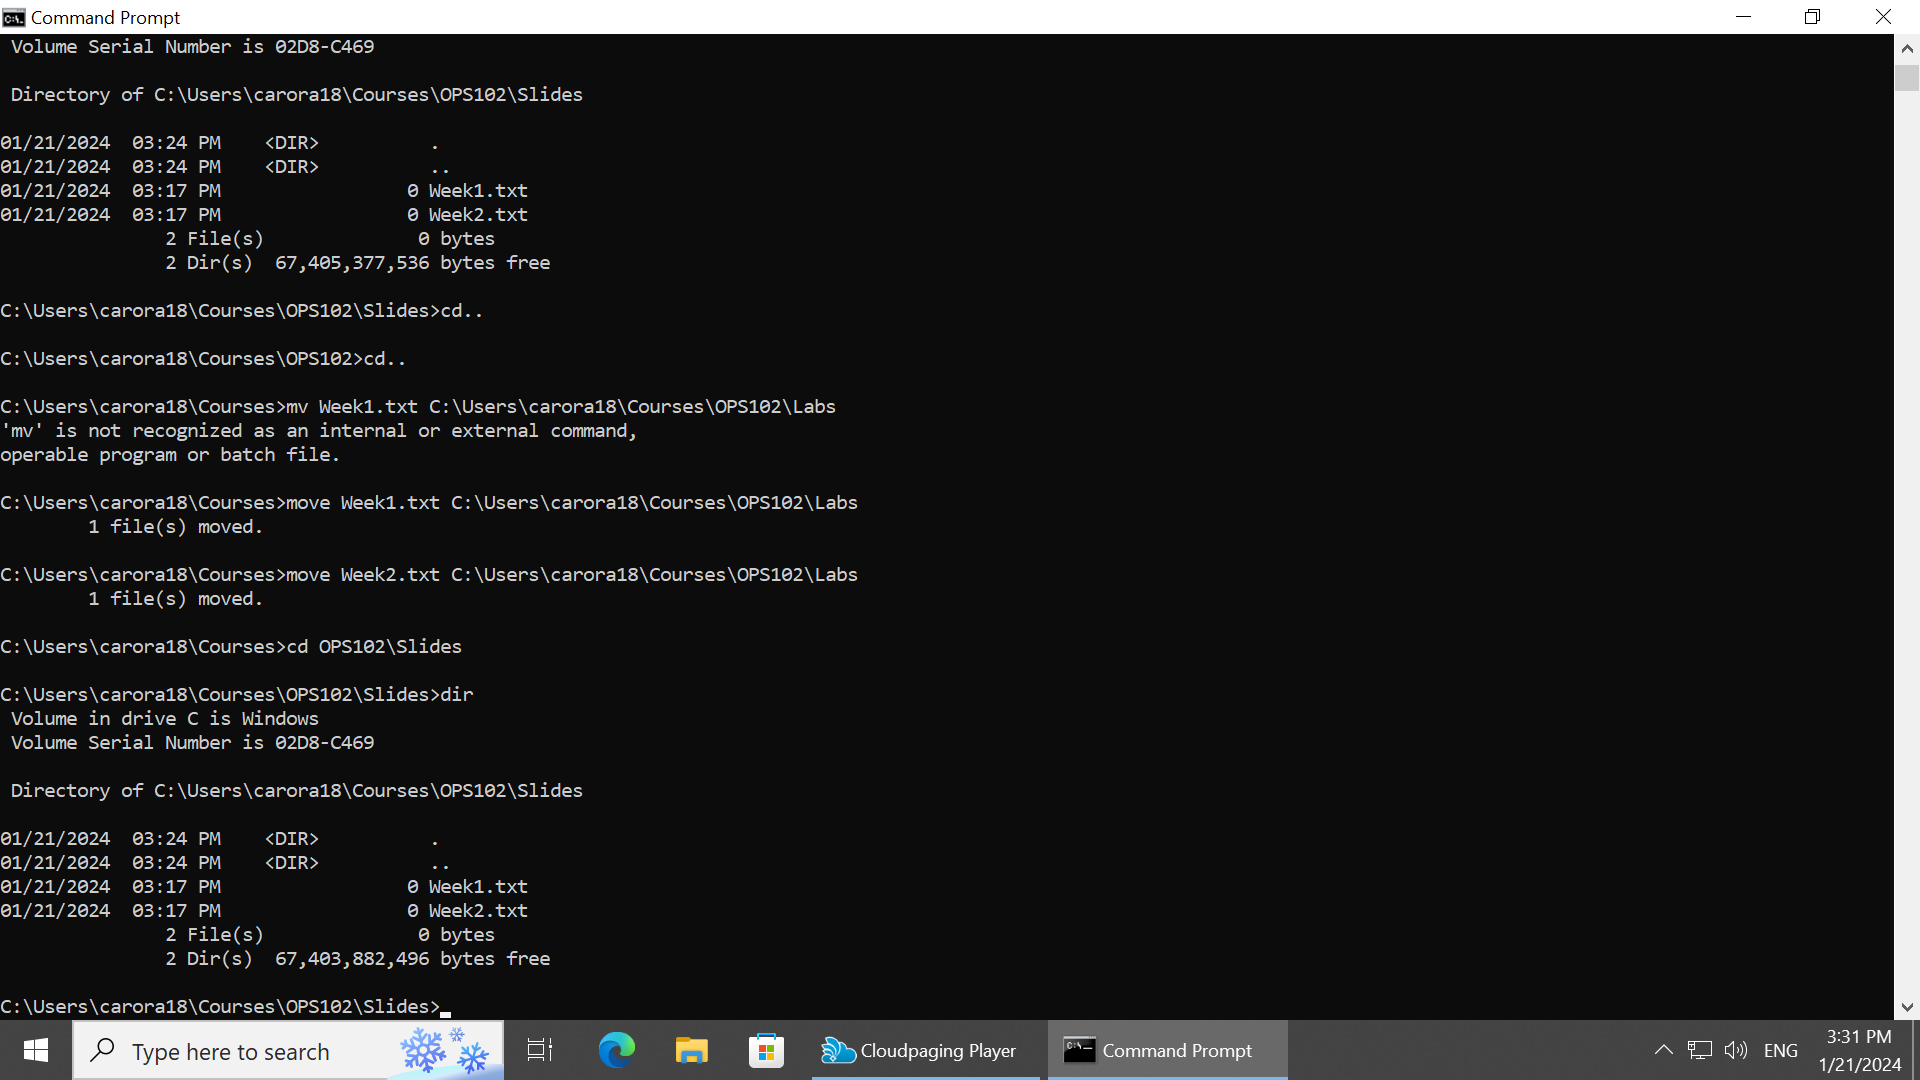 Command Prompt
Volume Serial Number is 02D8-C469
Directory of C:\Users\carora18\Courses\OPS102\Slides
01/21/2024  03:24 PM    <DIR>          .
01/21/2024  03:24 PM    <DIR>          ..
01/21/2024  03:17 PM                 0 Week1.txt
01/21/2024  03:17 PM                 0 Week2.txt
               2 File(s)              0 bytes
               2 Dir(s)  67,405,377,536 bytes free
C:\Users\carora18\Courses\OPS102\Slides>cd..
C:\Users\carora18\Courses\OPS102>cd..
C:\Users\carora18\Courses>mv Week1.txt C:\Users\carora18\Courses\OPS102\Labs
'mv' is not recognized as an internal or external command,
operable program or batch file.
C:\Users\carora18\Courses>move Week1.txt C:\Users\carora18\Courses\OPS102\Labs
        1 file(s) moved.
C:\Users\carora18\Courses>move Week2.txt C:\Users\carora18\Courses\OPS102\Labs
        1 file(s) moved.
C:\Users\carora18\Courses>cd OPS102\Slides
C:\Users\carora18\Courses\OPS102\Slides>dir
 Volume in drive C is Windows
 Volume Serial Number is 02D8-C469
 Directory of C:\Users\carora18\Courses\OPS102\Slides
01/21/2024  03:24 PM    <DIR>          .
01/21/2024  03:24 PM    <DIR>          ..
01/21/2024  03:17 PM                 0 Week1.txt
01/21/2024  03:17 PM                 0 Week2.txt
               2 File(s)              0 bytes
               2 Dir(s)  67,403,882,496 bytes free
C:\Users\carora18\Courses\OPS102\Slides>
Type here to search
Cloudpaging Player
Command Prompt
ENG
3:31 PM
1/21/2024